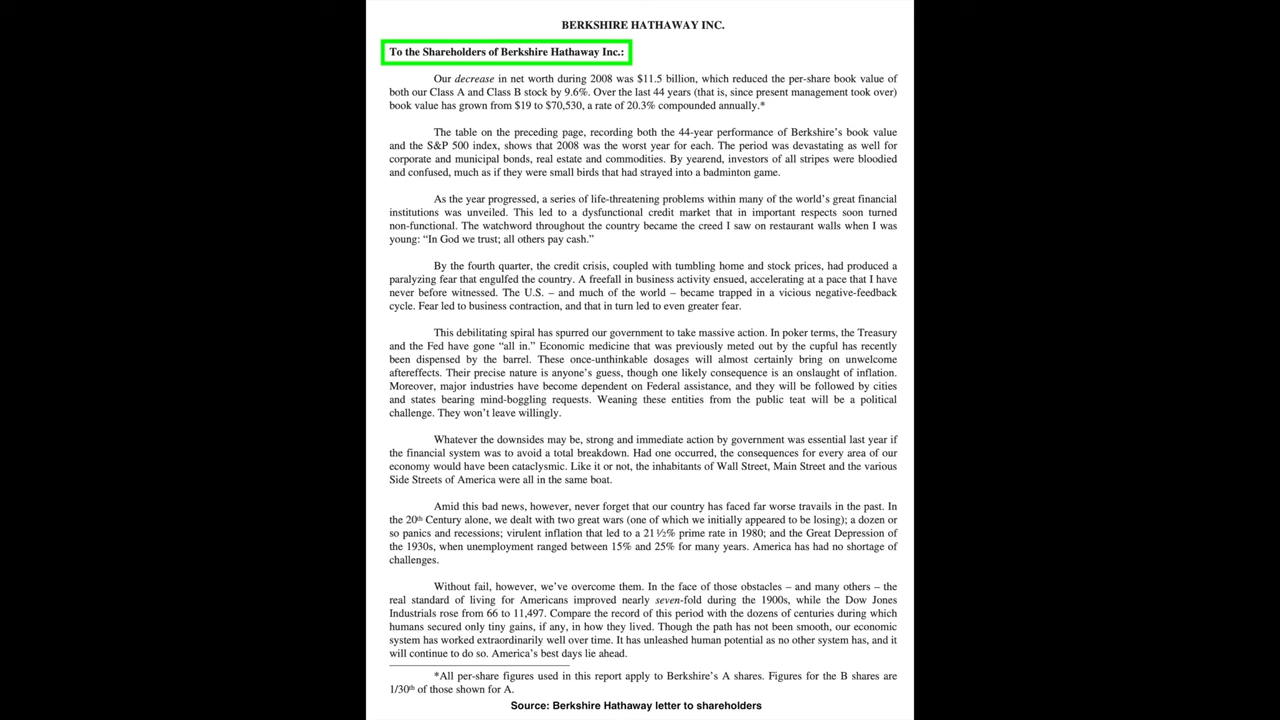 BERKSHIRE HATHAWAY INC.
To the Shareholders of Berkshire Hathaway Inc.:
Our decrease in net worth during 2008 was $11.5 billion, which reduced the per-share book value of
both our Class A and Class B stock by 9.6%. Over the last 44 years (that is, since present management took over)
book value has grown from $19 to $70,530, a rate of 20.3% compounded annually.*
The table on the preceding page, recording both the 44-year performance of Berkshire’s book value
and the S&P 500 index, shows that 2008 was the worst year for each. The period was devastating as well for
corporate and municipal bonds, real estate and commodities. By yearend, investors of all stripes were bloodied
and confused, much as if they were small birds that had strayed into a badminton game.
As the year progressed, a series of life-threatening problems within many of the world’s great financial
institutions was unveiled. This led to a dysfunctional credit market that in important respects soon turned
non-functional. The watchword throughout the country became the creed I saw on restaurant walls when I was
young: “In God we trust; all others pay cash.”
By the fourth quarter, the credit crisis, coupled with tumbling home and stock prices, had produced a
paralyzing fear that engulfed the country. A freefall in business activity ensued, accelerating at a pace that I have
never before witnessed. The U.S. – and much of the world – became trapped in a vicious negative-feedback
cycle. Fear led to business contraction, and that in turn led to even greater fear.
This debilitating spiral has spurred our government to take massive action. In poker terms, the Treasury
and the Fed have gone “all in.” Economic medicine that was previously meted out by the cupful has recently
been dispensed by the barrel. These once-unthinkable dosages will almost certainly bring on unwelcome
aftereffects. Their precise nature is anyone’s guess, though one likely consequence is an onslaught of inflation.
Moreover, major industries have become dependent on Federal assistance, and they will be followed by cities
and states bearing mind-boggling requests. Weaning these entities from the public teat will be a political
challenge. They won’t leave willingly.
Whatever the downsides may be, strong and immediate action by government was essential last year if
the financial system was to avoid a total breakdown. Had one occurred, the consequences for every area of our
economy would have been cataclysmic. Like it or not, the inhabitants of Wall Street, Main Street and the various
Side Streets of America were all in the same boat.
Amid this bad news, however, never forget that our country has faced far worse travails in the past. In
the 20th Century alone, we dealt with two great wars (one of which we initially appeared to be losing); a dozen or
so panics and recessions; virulent inflation that led to a 21½% prime rate in 1980; and the Great Depression of
the 1930s, when unemployment ranged between 15% and 25% for many years. America has had no shortage of
challenges.
Without fail, however, we’ve overcome them. In the face of those obstacles – and many others – the
real standard of living for Americans improved nearly seven-fold during the 1900s, while the Dow Jones
Industrials rose from 66 to 11,497. Compare the record of this period with the dozens of centuries during which
humans secured only tiny gains, if any, in how they lived. Though the path has not been smooth, our economic
system has worked extraordinarily well over time. It has unleashed human potential as no other system has, and it
will continue to do so. America’s best days lie ahead.
*All per-share figures used in this report apply to Berkshire’s A shares. Figures for the B shares are
1/30th of those shown for A.
Source: Berkshire Hathaway letter to shareholders